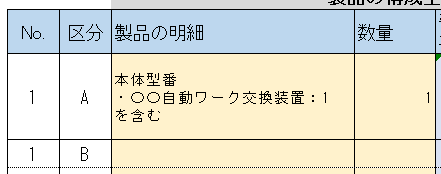 No. 区分 製品の明細 数量
1 A 本体型番
・〇〇自動ワーク交換装置:1
を含む 1
1 B